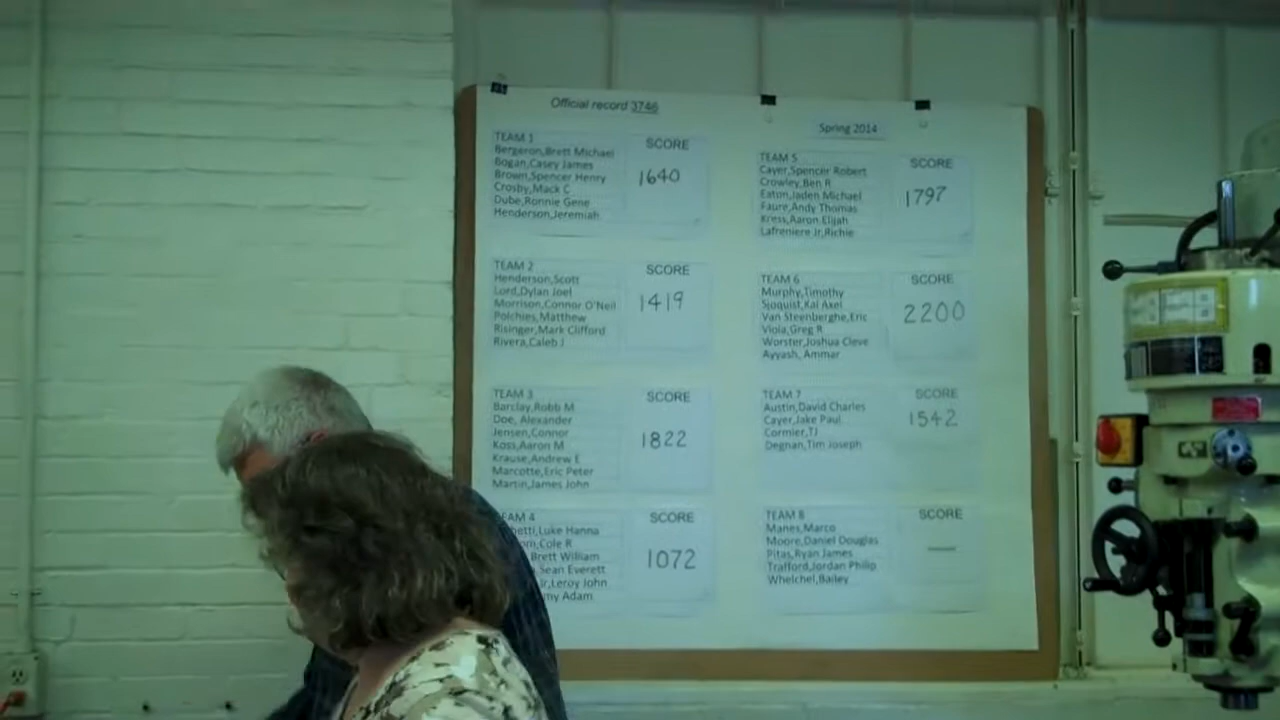 Official record 3746
Spring 2014
TEAM 1
SCORE
Bergeron,Brett Michael
Bogan,Casey James
Brown,Spencer Henry
Crosby,Mack C
Dube,Ronnie Gene
Henderson,Jeremiah
1640
TEAM 2
SCORE
Henderson,Scott
Lord,Dylan Joel
Morrison,Connor O'Neil
Polchies,Matthew
Risinger,Mark Clifford
Rivera,Caleb J
1419
TEAM 3
SCORE
Barclay,Robb M
Doe, Alexander
Jensen,Connor
Koss,Aaron M
Krause,Andrew E
Marcotte,Eric Peter
Martin,James John
1822
TEAM 4
SCORE
Luke Hanna
Cole R
Brett William
Sean Everett
Jr,Leroy John
Adam
1072
TEAM 5
SCORE
Cayer,Spencer Robert
Crowley,Ben R
Eaton,Jaden Michael
Faure,Andy Thomas
Kress,Aaron Elijah
Lafreniere Jr,Richie
1797
TEAM 6
SCORE
Murphy,Timothy
Sjoquist,Kai Axel
Van Steenberghe,Eric
Viola,Greg R
Worster,Joshua Cleve
Ayyash, Ammar
2200
TEAM 7
SCORE
Austin,David Charles
Cayer,Jake Paul
Cormier,TJ
Degnan,Tim Joseph
1542
TEAM 8
SCORE
Manes,Marco
Moore,Daniel Douglas
Pitas,Ryan James
Trafford,Jordan Philip
Whelchel,Bailey
—